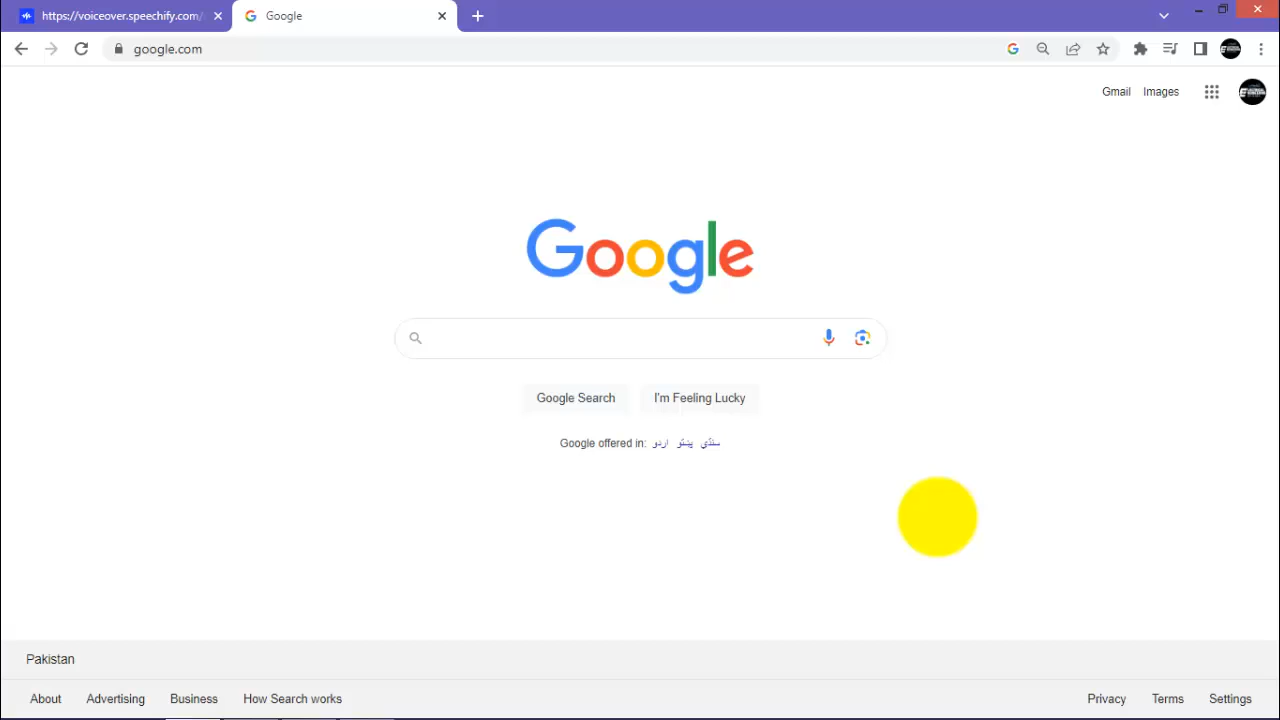 https://voiceover.speechify.com/
Google
google.com
Gmail Images
Google
Google Search I'm Feeling Lucky
Google offered in: اردو پښتو سنڌي
Pakistan
About Advertising Business How Search works Privacy Terms Settings